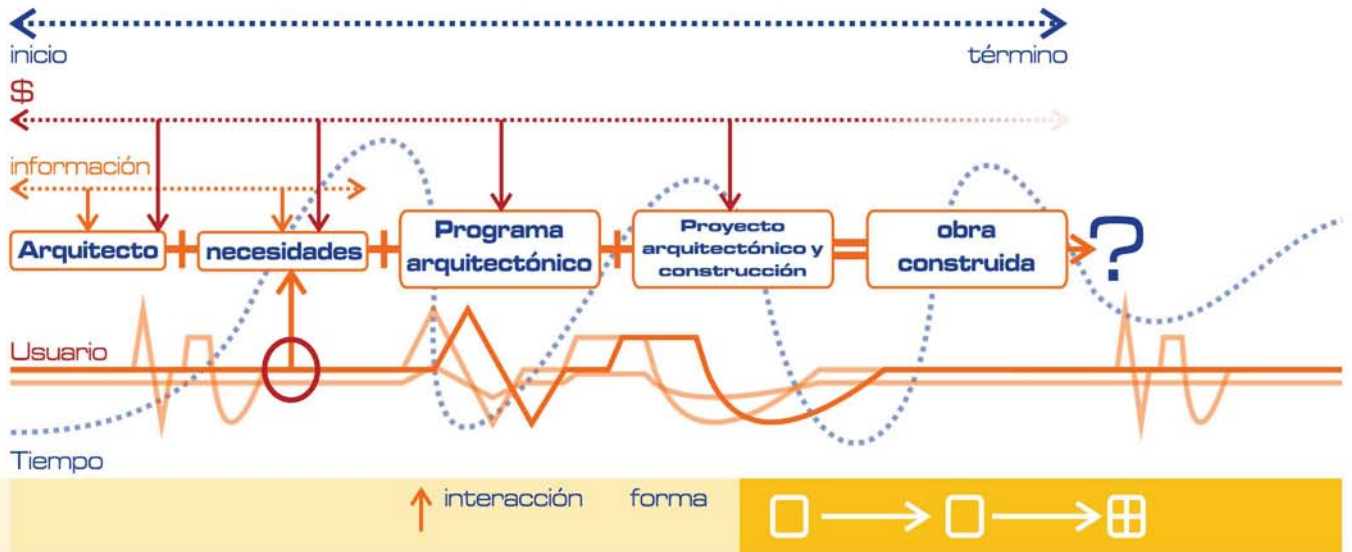 inicio
término
$
información
Arquitecto + necesidades + Programa arquitectónico + Proyecto arquitectónico y construcción = obra construida ?
Usuario
Tiempo
interacción forma